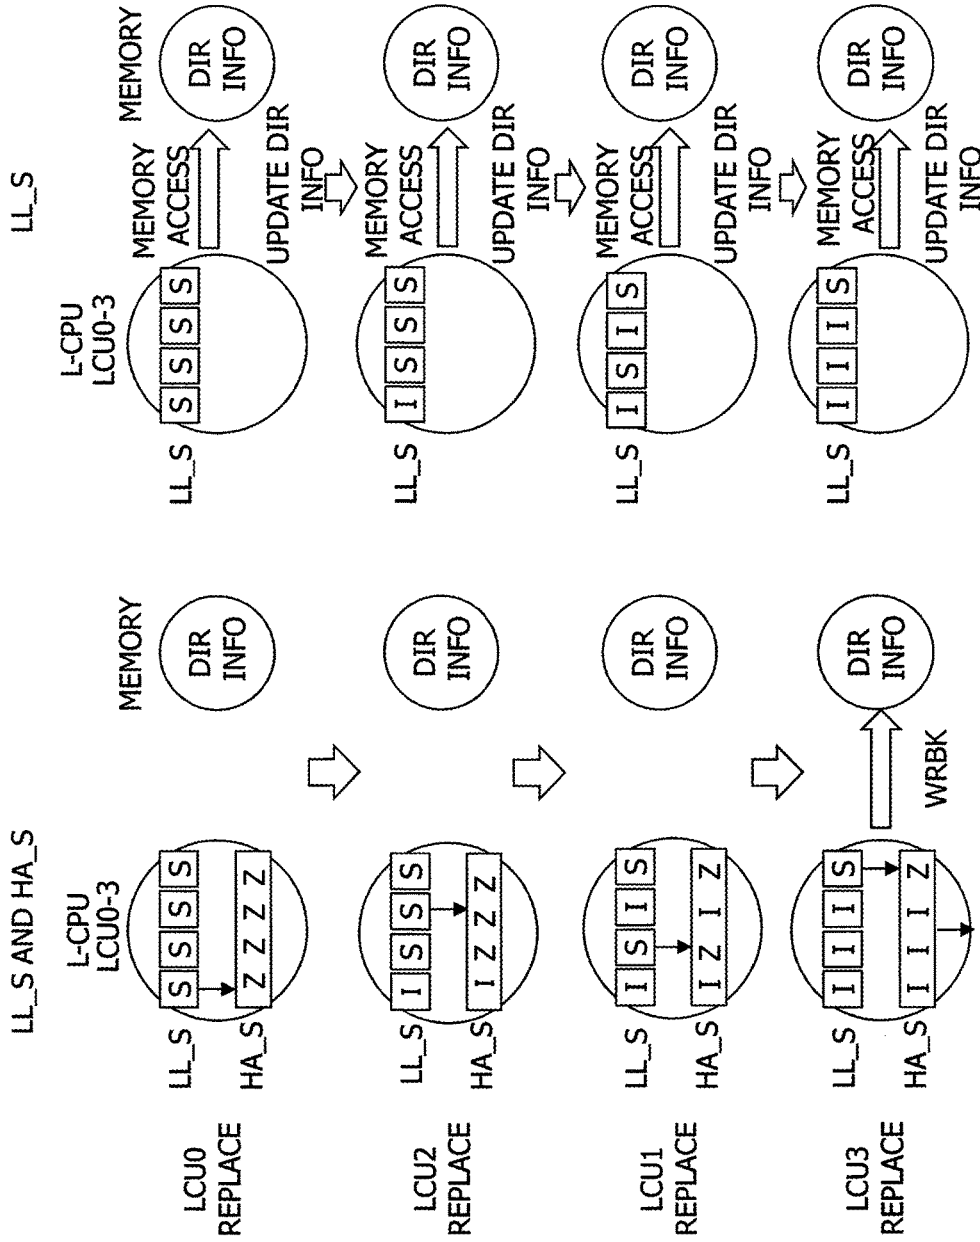 LL_S AND HA_S
L-CPU
LCU0-3
MEMORY
LCU0
REPLACE
LL_S S S S S
HA_S Z Z Z Z
DIR
INFO
LCU2
REPLACE
LL_S I S S S
HA_S I Z Z Z
DIR
INFO
LCU1
REPLACE
LL_S I S I S
HA_S I Z I Z
DIR
INFO
LCU3
REPLACE
LL_S I I I S
HA_S I I I Z
WRBK
DIR
INFO
LL_S
L-CPU
LCU0-3
MEMORY
LL_S S S S S
MEMORY
ACCESS
UPDATE DIR
INFO
DIR
INFO
LL_S I S S S
MEMORY
ACCESS
UPDATE DIR
INFO
DIR
INFO
LL_S I S I S
MEMORY
ACCESS
UPDATE DIR
INFO
DIR
INFO
LL_S I I I S
MEMORY
ACCESS
UPDATE DIR
INFO
DIR
INFO